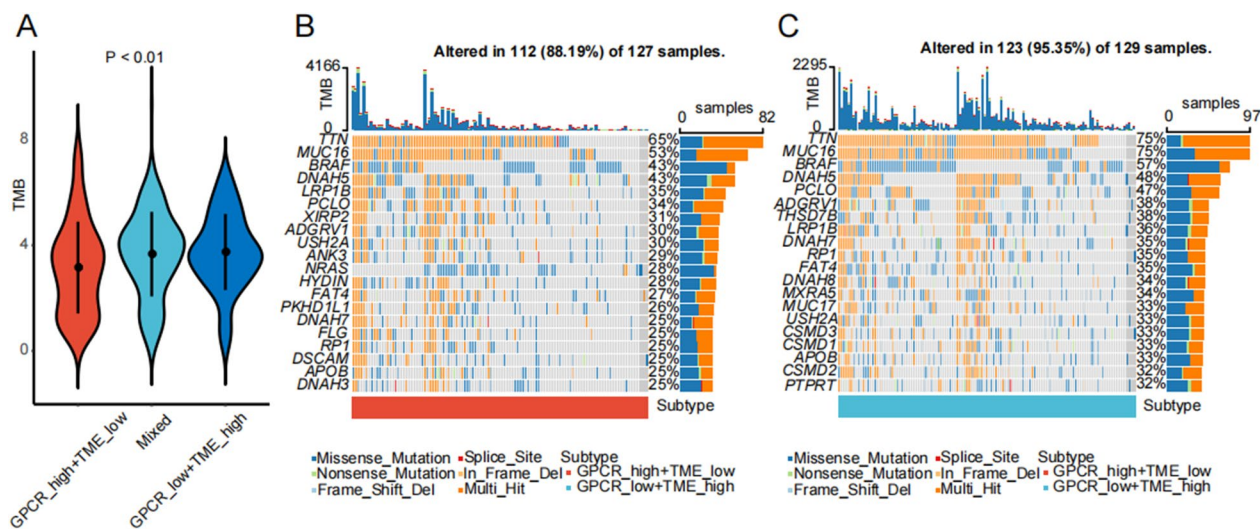 A
P < 0.01
8
4
0
TMB
GPCR_high+TME_low
Mixed
GPCR_low+TME_high
B
Altered in 112 (88.19%) of 127 samples.
4166
TMB
0
samples
0 82
TTN 65%
MUC16 53%
BRAF 43%
DNAH5 43%
LRP1B 35%
PCLO 34%
XIRP2 31%
ADGRV1 30%
USH2A 30%
ANK3 29%
NRAS 28%
HYDIN 28%
FAT4 27%
PKHD1L1 26%
DNAH7 25%
FLG 25%
RP1 25%
DSCAM 25%
APOB 25%
DNAH3 25%
Subtype
Missense_Mutation
Nonsense_Mutation
Frame_Shift_Del
Splice_Site
In_Frame_Del
Multi_Hit
Subtype
GPCR_high+TME_low
GPCR_low+TME_high
C
Altered in 123 (95.35%) of 129 samples.
2295
TMB
0
samples
0 97
TTN 75%
MUC16 75%
BRAF 57%
DNAH5 48%
PCLO 47%
ADGRV1 38%
THSD7B 38%
LRP1B 36%
DNAH7 35%
RP1 35%
FAT4 35%
DNAH8 34%
MXRA5 34%
MUC17 33%
USH2A 33%
CSMD3 33%
CSMD1 33%
APOB 33%
CSMD2 32%
PTPRT 32%
Subtype
Missense_Mutation
Nonsense_Mutation
Frame_Shift_Del
Splice_Site
In_Frame_Del
Multi_Hit
Subtype
GPCR_high+TME_low
GPCR_low+TME_high